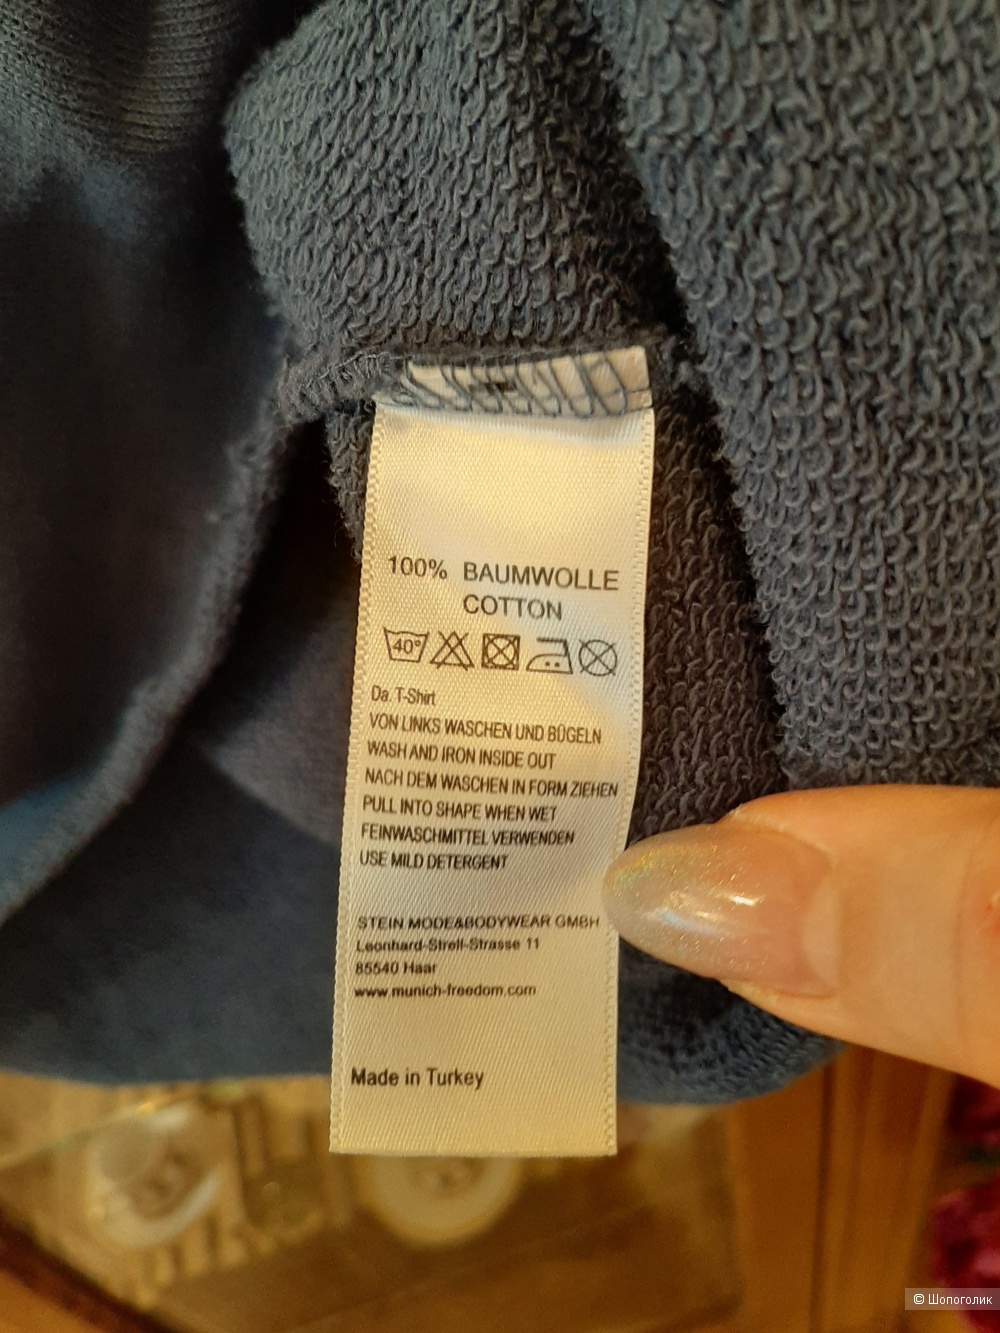 100% BAUMWOLLE
COTTON
40°
Da. T-Shirt
VON LINKS WASCHEN UND BÜGELN
WASH AND IRON INSIDE OUT
NACH DEM WASCHEN IN FORM ZIEHEN
PULL INTO SHAPE WHEN WET
FEINWASCHMITTEL VERWENDEN
USE MILD DETERGENT
STEIN MODE&BODYWEAR GMBH
Leonhard-Strell-Strasse 11
85540 Haar
www.munich-freedom.com
Made in Turkey
© Шопоголик